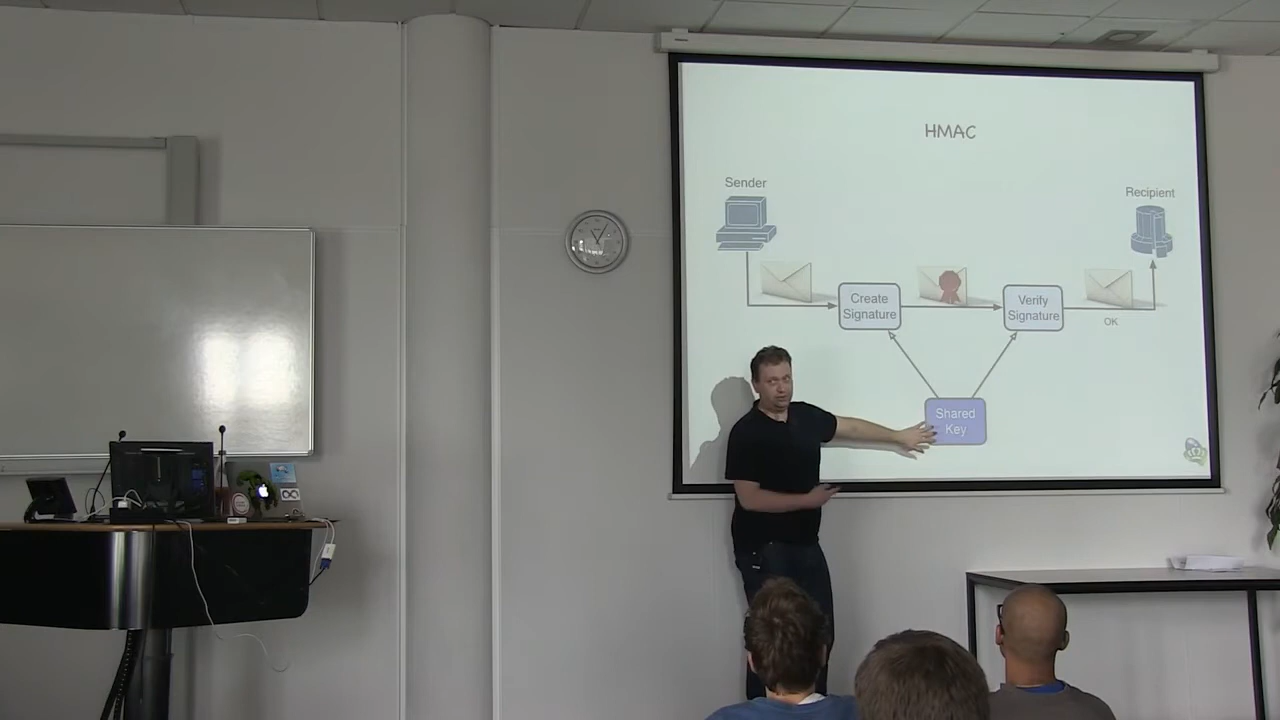 HMAC
Sender
Recipient
Create
Signature
Verify
Signature
OK
Shared
Key